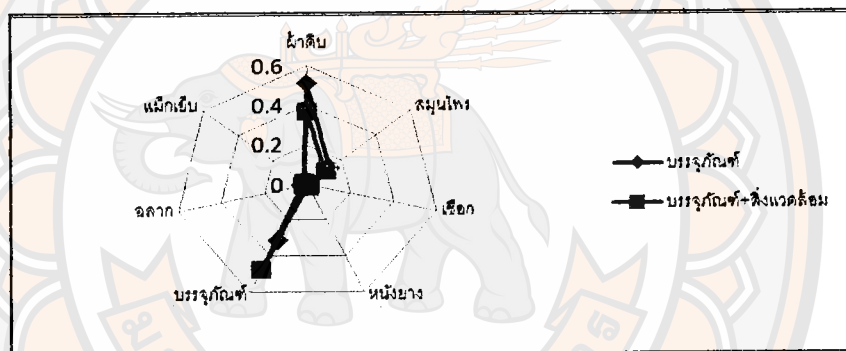 ผ้าดิบ
0.6
สมุนไพร
0.4
แม็กเย็บ
0.2
0
เชือก
ฉลาก
หนังยาง
บรรจุภัณฑ์
บรรจุภัณฑ์
บรรจุภัณฑ์+สิ่งแวดล้อม